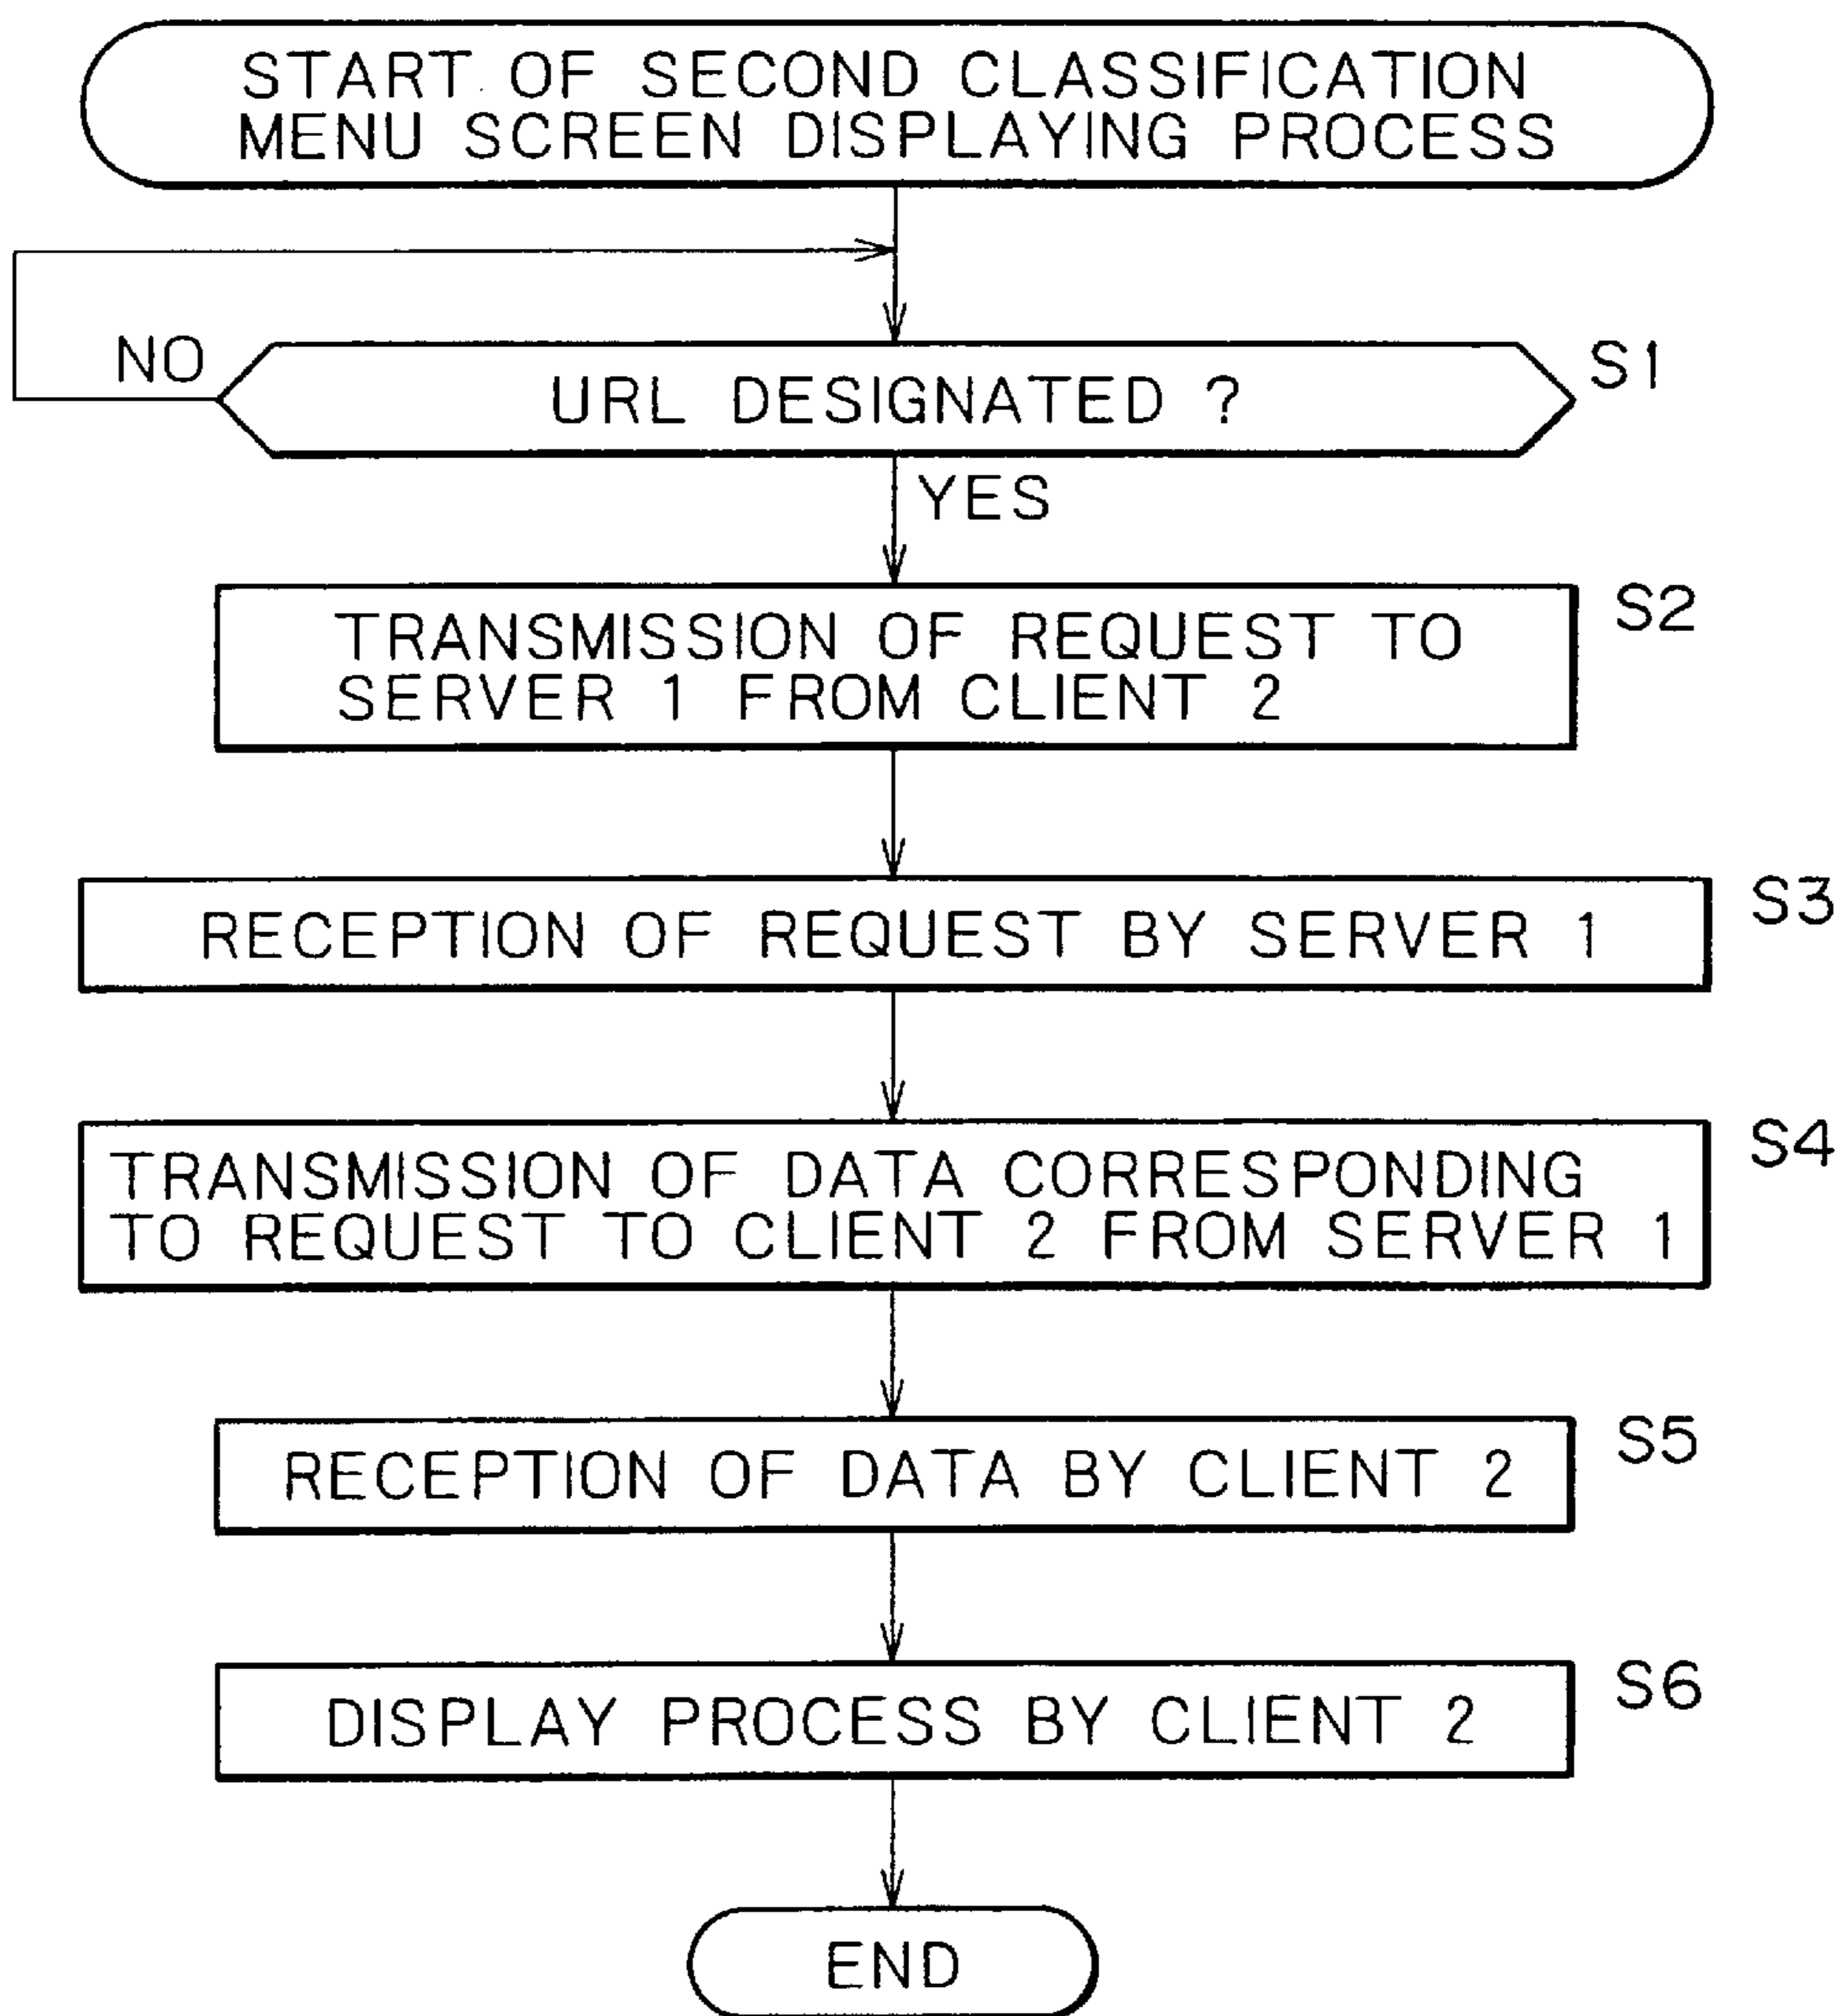 START OF SECOND CLASSIFICATION
MENU SCREEN DISPLAYING PROCESS
NO
URL DESIGNATED ?
S1
YES
TRANSMISSION OF REQUEST TO
SERVER 1 FROM CLIENT 2
S2
RECEPTION OF REQUEST BY SERVER 1
S3
TRANSMISSION OF DATA CORRESPONDING
TO REQUEST TO CLIENT 2 FROM SERVER 1
S4
RECEPTION OF DATA BY CLIENT 2
S5
DISPLAY PROCESS BY CLIENT 2
S6
END